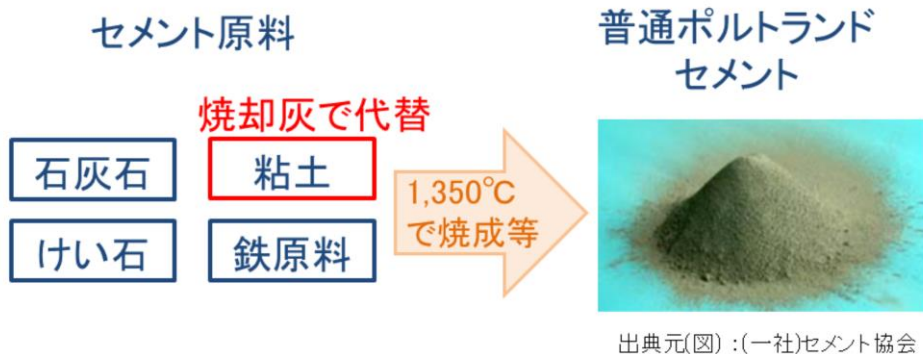 セメント原料
普通ポルトランド
セメント
焼却灰で代替
石灰石
粘土
けい石
鉄原料
1,350℃
で焼成等
出典元(図):(一社)セメント協会